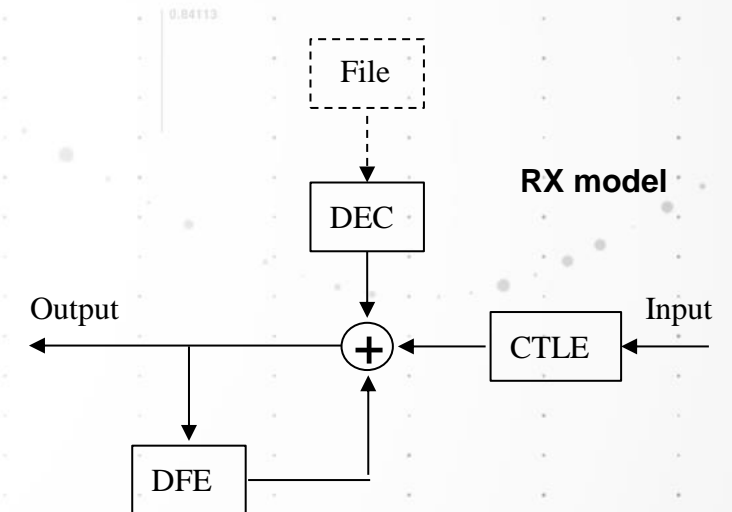 0.84113
File
RX model
DEC
Output
Input
+
CTLE
DFE